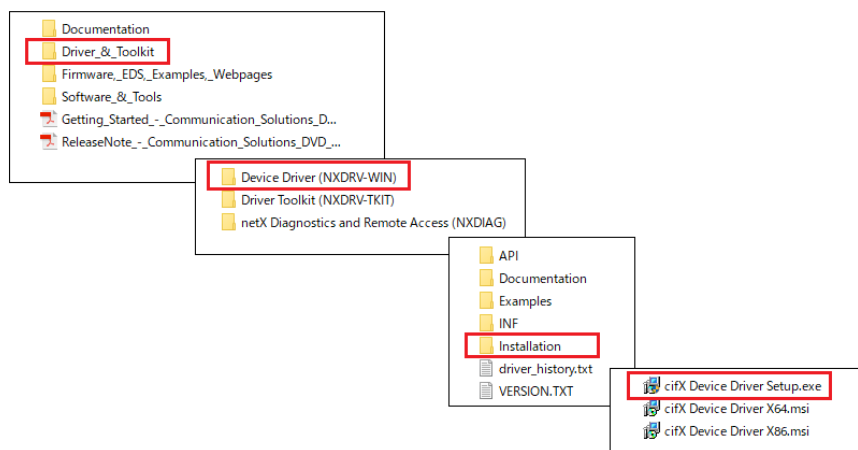 Documentation
Driver_&_Toolkit
Firmware,_EDS,_Examples,_Webpages
Software_&_Tools
Getting_Started_-_Communication_Solutions_D...
ReleaseNote_-_Communication_Solutions_DVD_...
Device Driver (NXDRV-WIN)
Driver Toolkit (NXDRV-TKIT)
netX Diagnostics and Remote Access (NXDIAG)
API
Documentation
Examples
INF
Installation
driver_history.txt
VERSION.TXT
cifX Device Driver Setup.exe
cifX Device Driver X64.msi
cifX Device Driver X86.msi